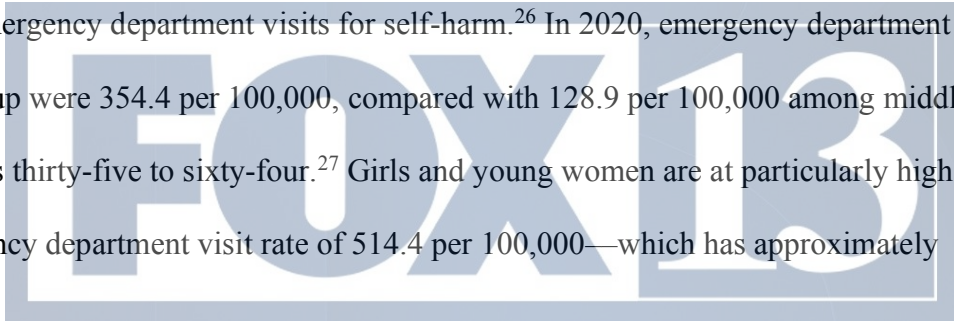 ergency department visits for self-harm.26 In 2020, emergency department
up were 354.4 per 100,000, compared with 128.9 per 100,000 among middl
s thirty-five to sixty-four.27 Girls and young women are at particularly high
ncy department visit rate of 514.4 per 100,000—which has approximately
FOX 13